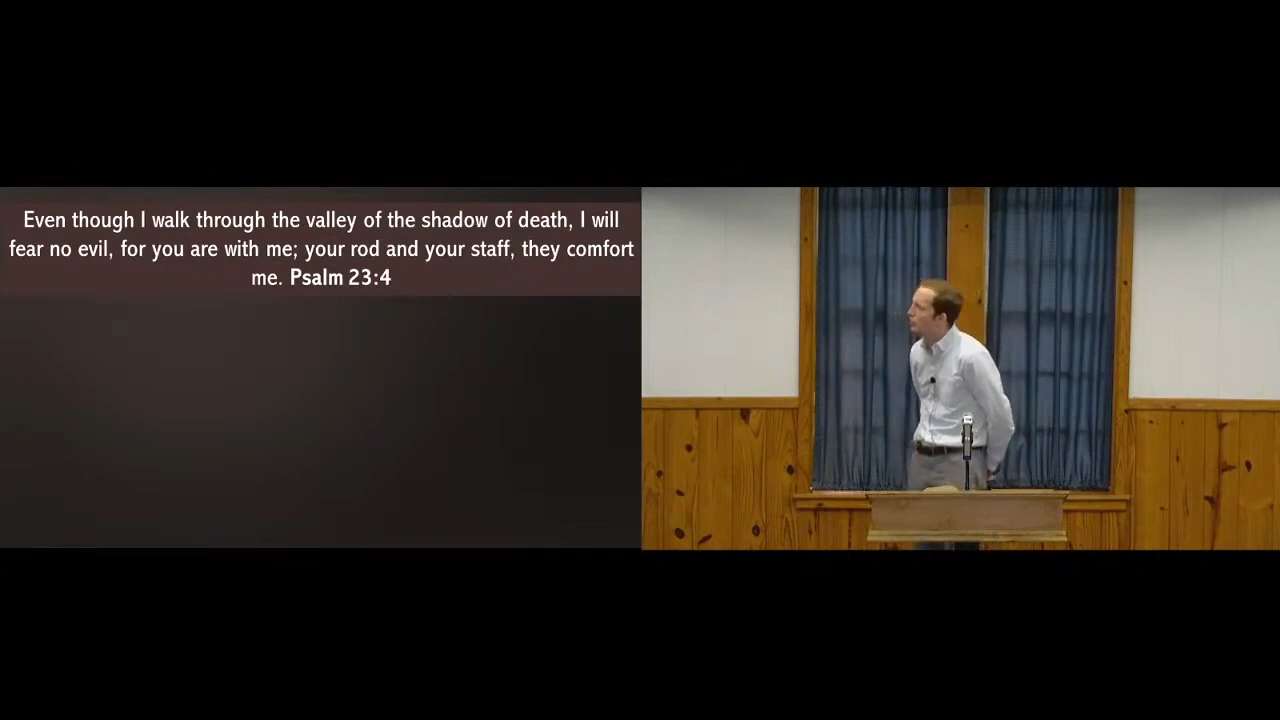 Even though I walk through the valley of the shadow of death, I will
fear no evil, for you are with me; your rod and your staff, they comfort
me. Psalm 23:4